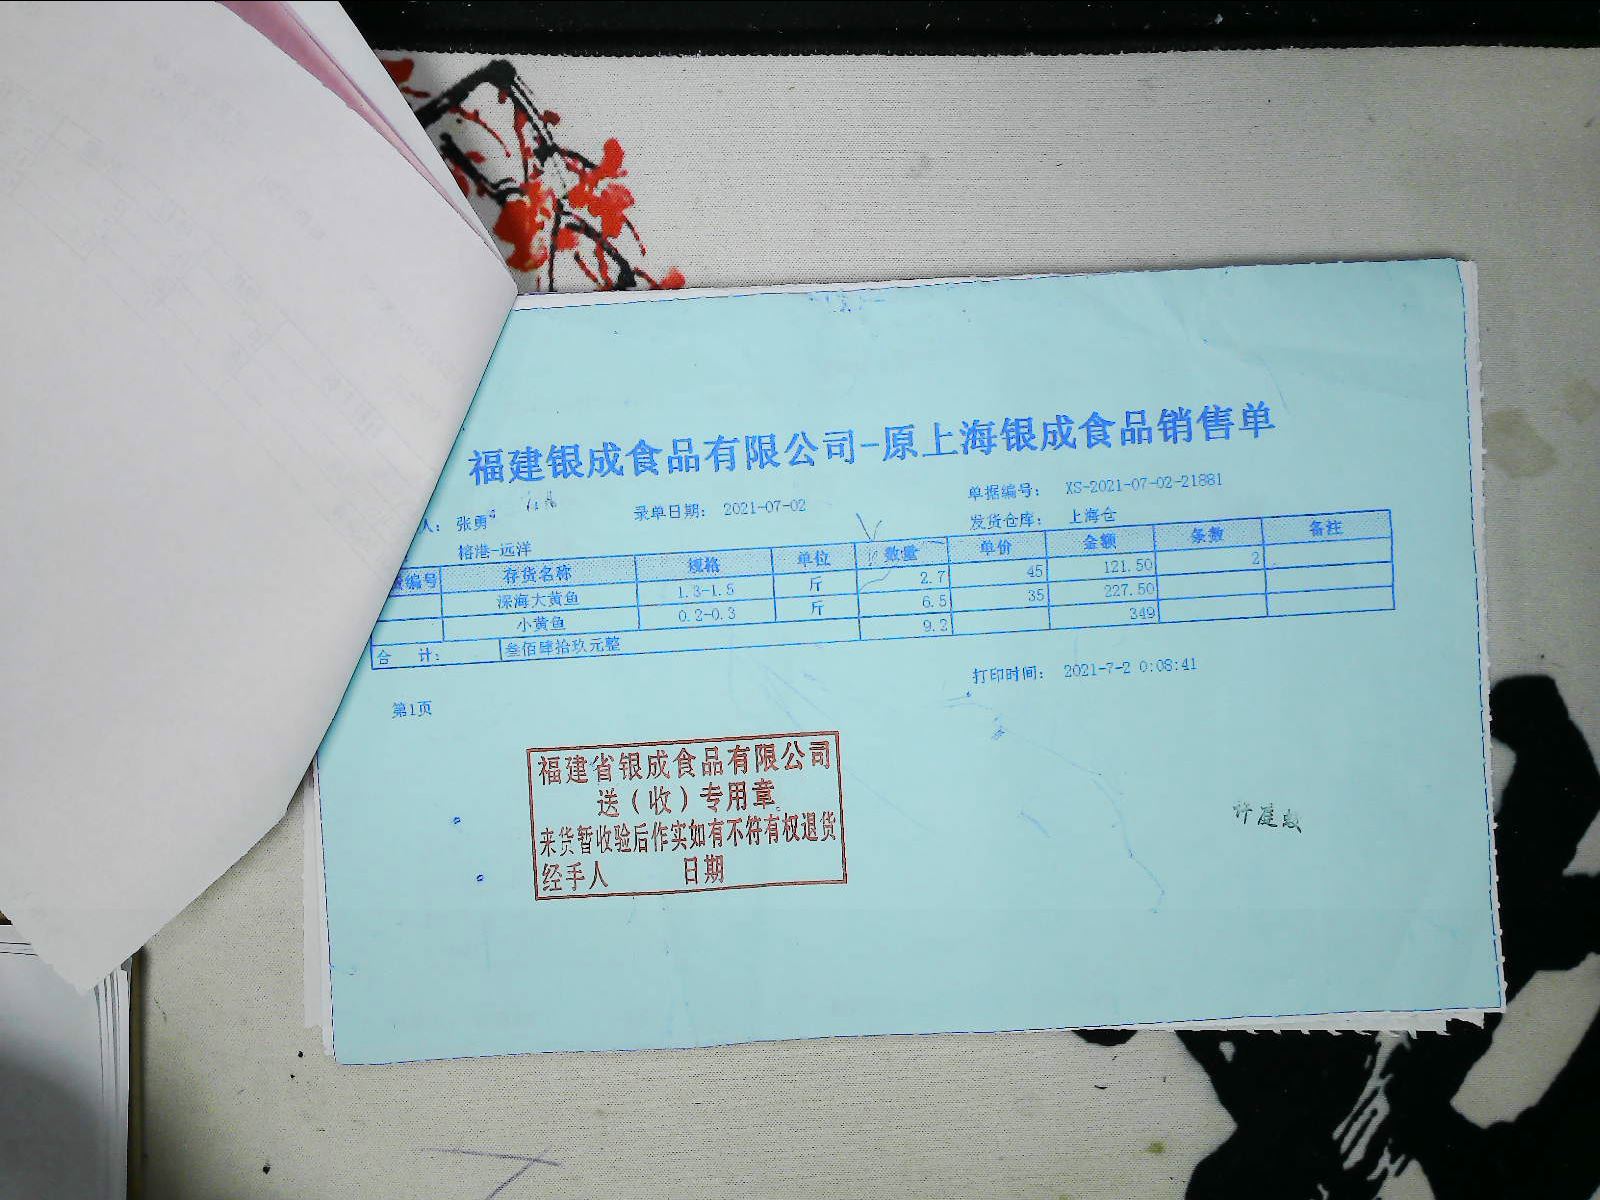 福建银成食品有限公司-原上海银成食品销售单
人： 张勇 录单日期： 2021-07-02 单据编号： XS-2021-07-02-21881
榕港-远洋 发货仓库： 上海仓
编号 存货名称 规格 单位 数量 单价 金额 条数 备注
深海大黄鱼 1.3-1.5 斤 2.7 45 121.50 2
小黄鱼 0.2-0.3 斤 6.5 35 227.50
合 计： 叁佰肆拾玖元整 9.2 349
打印时间： 2021-7-2 0:08:41
第1页
福建省银成食品有限公司
送（收）专用章
来货暂收验后作实如有不符有权退货
经手人 日期